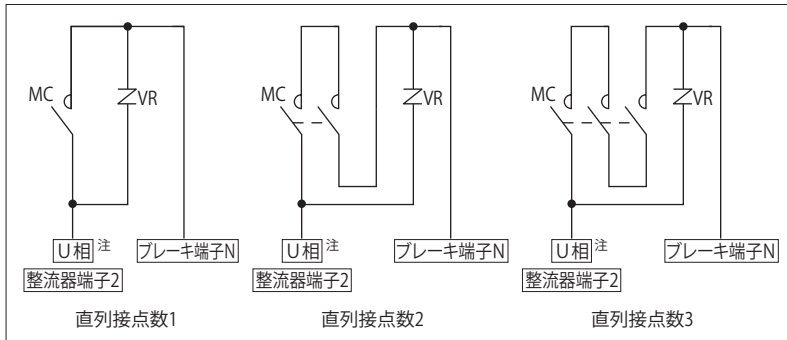 MC VR MC VR MC VR
U相 注 ブレーキ端子N U相 注 ブレーキ端子N U相 注 ブレーキ端子N
整流器端子2 整流器端子2 整流器端子2
直列接点数1 直列接点数2 直列接点数3